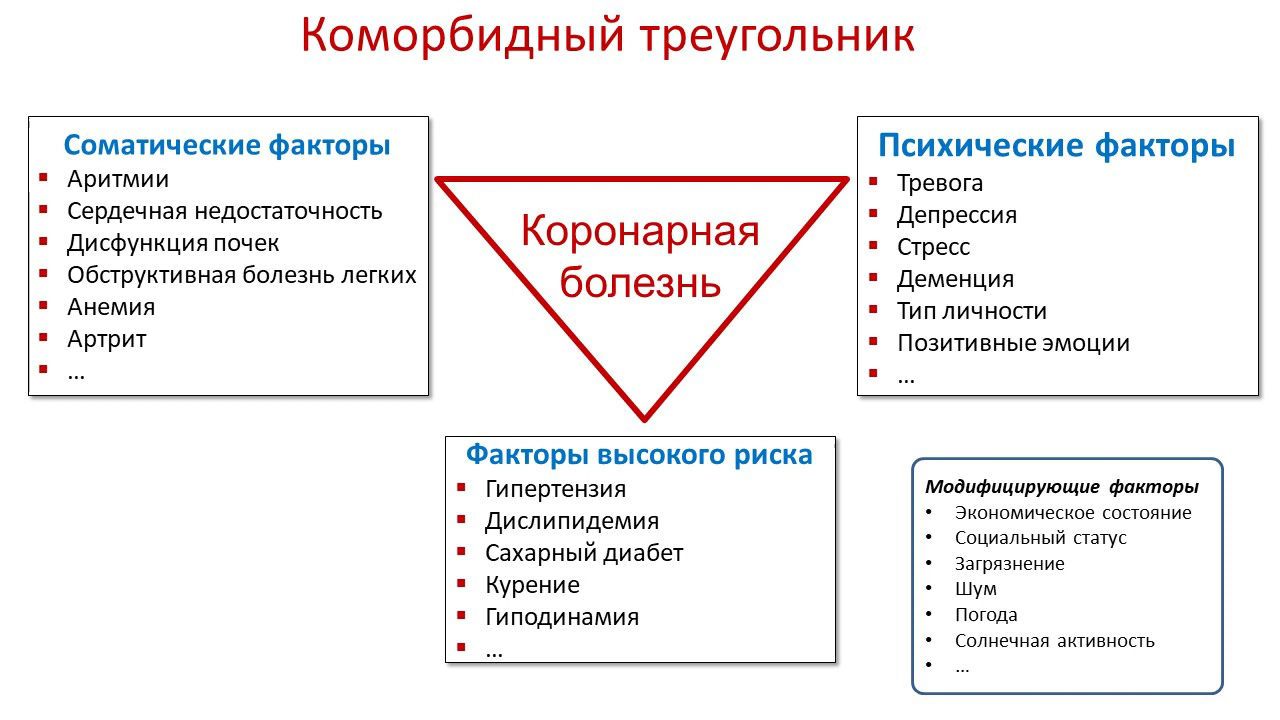 Коморбидный треугольник
Соматические факторы
▪ Аритмии
▪ Сердечная недостаточность
▪ Дисфункция почек
▪ Обструктивная болезнь легких
▪ Анемия
▪ Артрит
▪ ...
Коронарная
болезнь
Психические факторы
▪ Тревога
▪ Депрессия
▪ Стресс
▪ Деменция
▪ Тип личности
▪ Позитивные эмоции
▪ ...
Факторы высокого риска
▪ Гипертензия
▪ Дислипидемия
▪ Сахарный диабет
▪ Курение
▪ Гиподинамия
▪ ...
Модифицирующие факторы
• Экономическое состояние
• Социальный статус
• Загрязнение
• Шум
• Погода
• Солнечная активность
• ...